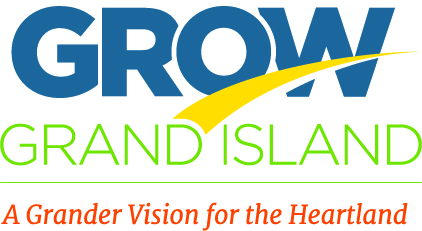 GROW
GRAND ISLAND
A Grander Vision for the Heartland